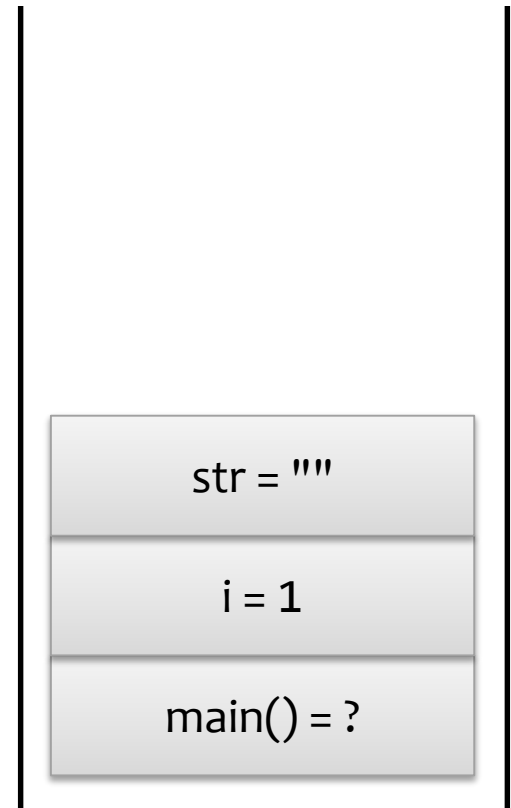 str = ""
i = 1
main() = ?